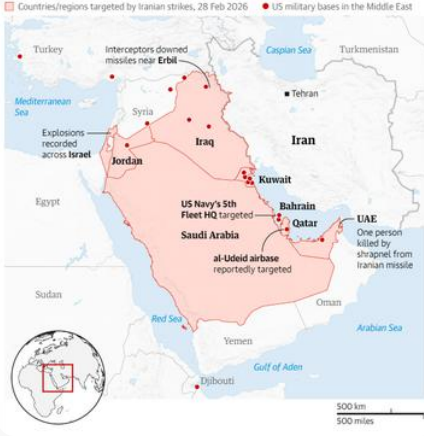 Countries/regions targeted by Iranian strikes, 28 Feb 2026
US military bases in the Middle East
Turkey
Interceptors downed
missiles near Erbil
Caspian Sea
Turkmenistan
Mediterranean
Sea
Syria
Tehran
Explosions
recorded
across Israel
Iraq
Iran
Jordan
Kuwait
Egypt
US Navy's 5th
Fleet HQ targeted
Bahrain
Qatar
UAE
One person
killed by
shrapnel from
Iranian missile
Saudi Arabia
al-Udeid airbase
reportedly targeted
Sudan
Oman
Red Sea
Arabian Sea
Yemen
Gulf of Aden
Djibouti
500 km
500 miles